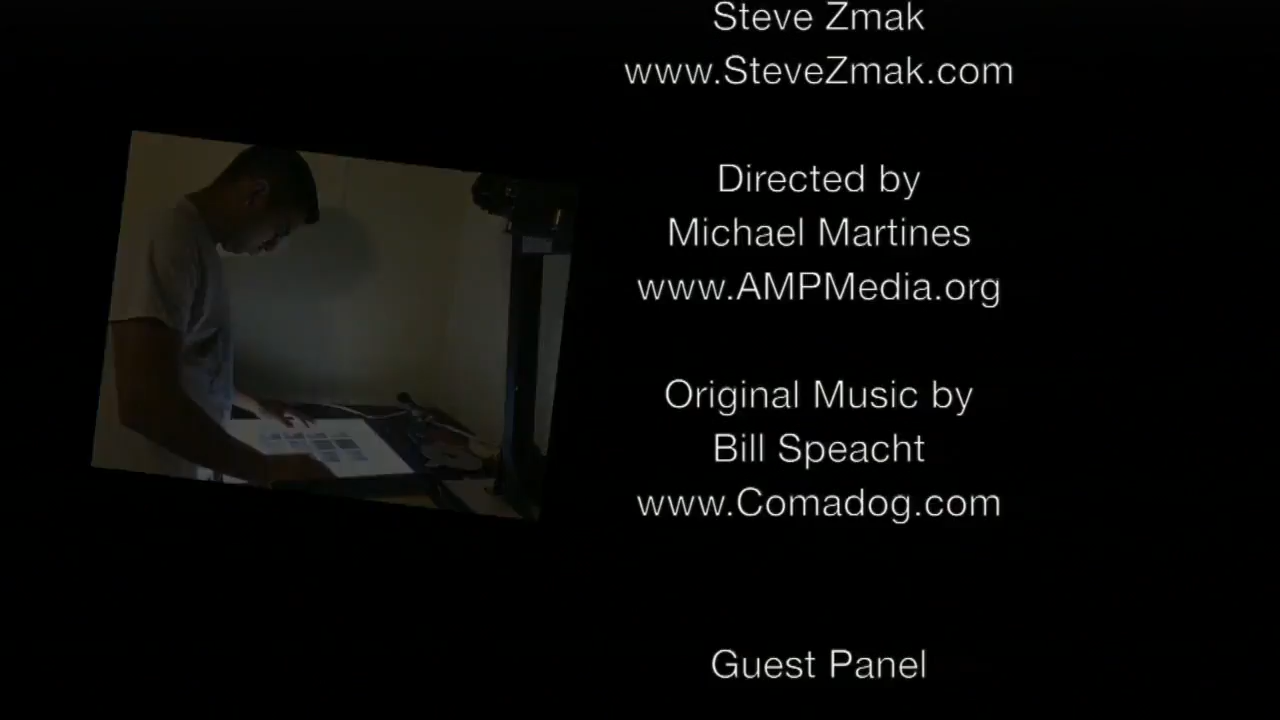 Steve Zmak
www.SteveZmak.com
Directed by
Michael Martines
www.AMPMedia.org
Original Music by
Bill Speacht
www.Comadog.com
Guest Panel